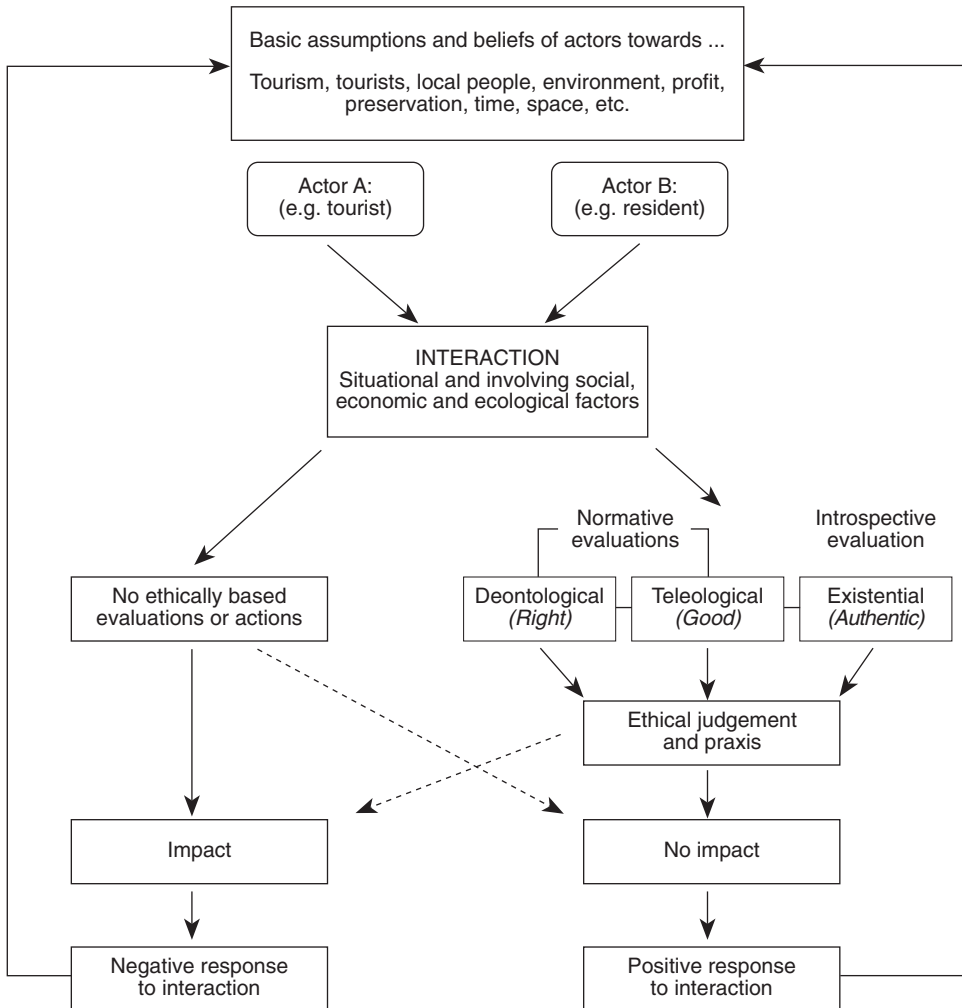 Basic assumptions and beliefs of actors towards ...
Tourism, tourists, local people, environment, profit,
preservation, time, space, etc.
Actor A:
(e.g. tourist)
Actor B:
(e.g. resident)
INTERACTION
Situational and involving social,
economic and ecological factors
Normative
evaluations
Introspective
evaluation
No ethically based
evaluations or actions
Deontological
(Right)
Teleological
(Good)
Existential
(Authentic)
Ethical judgement
and praxis
Impact
No impact
Negative response
to interaction
Positive response
to interaction